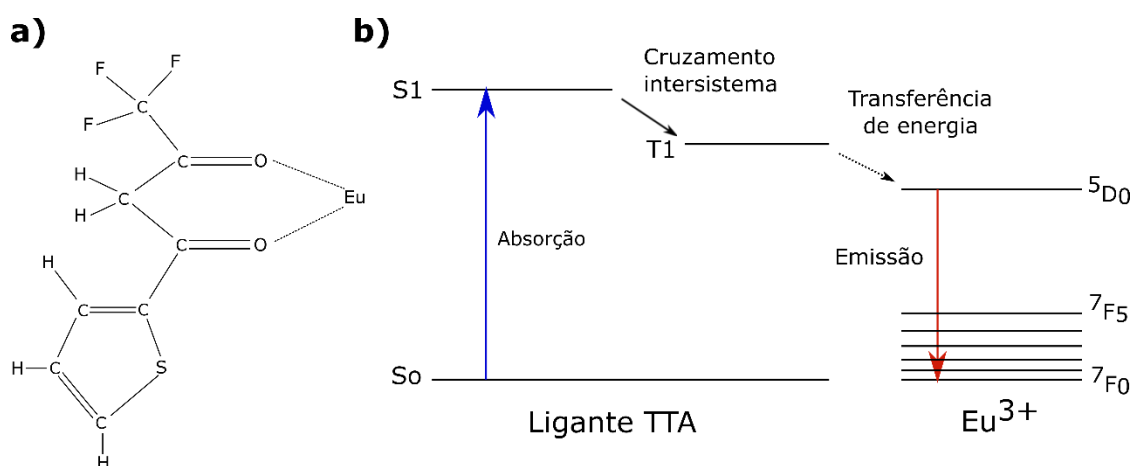 a)
F
F
F
C
C
O
H
H
C
Eu
C
O
H
C
C
H
C
S
C
H
b)
Cruzamento
intersistema
S1
T1
Transferência
de energia
5D0
Absorção
Emissão
7F5
So
7F0
Ligante TTA
Eu3+